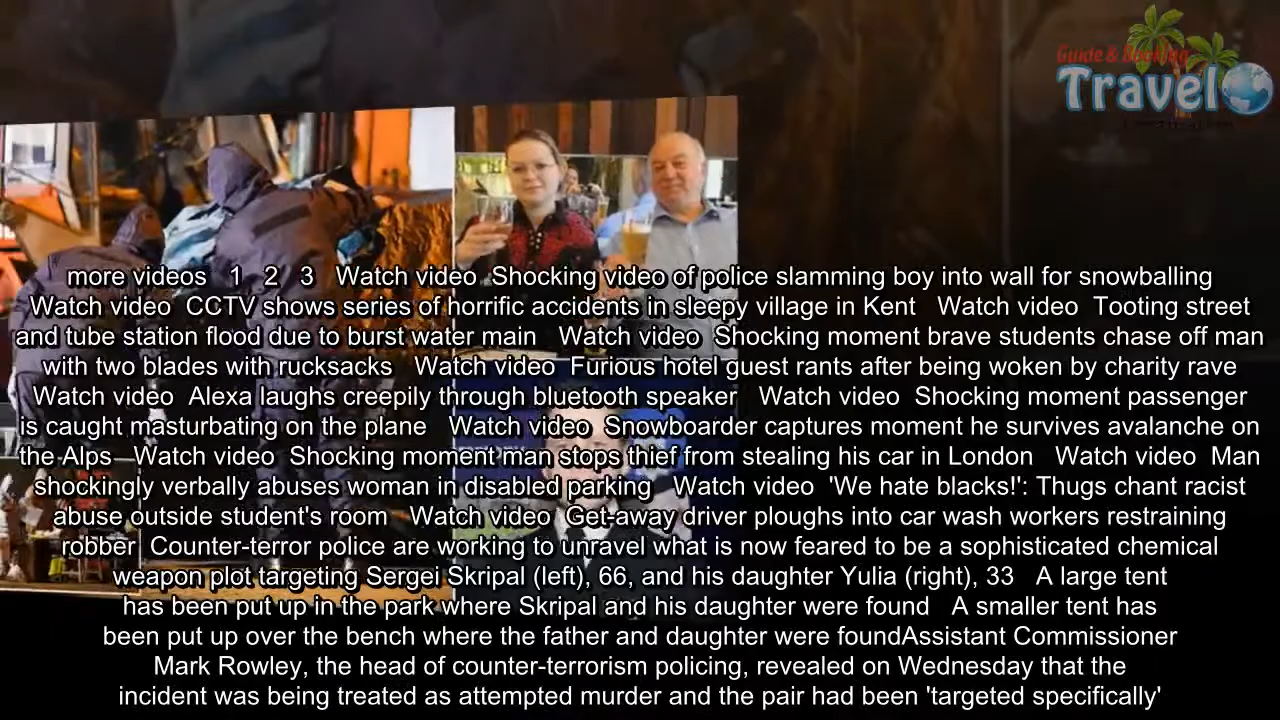 Guide & Booking
Travel
more videos 1 2 3 Watch video Shocking video of police slamming boy into wall for snowballing
Watch video CCTV shows series of horrific accidents in sleepy village in Kent Watch video Tooting street
and tube station flood due to burst water main Watch video Shocking moment brave students chase off man
with two blades with rucksacks Watch video Furious hotel guest rants after being woken by charity rave
Watch video Alexa laughs creepily through bluetooth speaker Watch video Shocking moment passenger
is caught masturbating on the plane Watch video Snowboarder captures moment he survives avalanche on
the Alps Watch video Shocking moment man stops thief from stealing his car in London Watch video Man
shockingly verbally abuses woman in disabled parking Watch video 'We hate blacks!': Thugs chant racist
abuse outside student's room Watch video Get-away driver ploughs into car wash workers restraining
robber Counter-terror police are working to unravel what is now feared to be a sophisticated chemical
weapon plot targeting Sergei Skripal (left), 66, and his daughter Yulia (right), 33 A large tent
has been put up in the park where Skripal and his daughter were found A smaller tent has
been put up over the bench where the father and daughter were foundAssistant Commissioner
Mark Rowley, the head of counter-terrorism policing, revealed on Wednesday that the
incident was being treated as attempted murder and the pair had been 'targeted specifically'